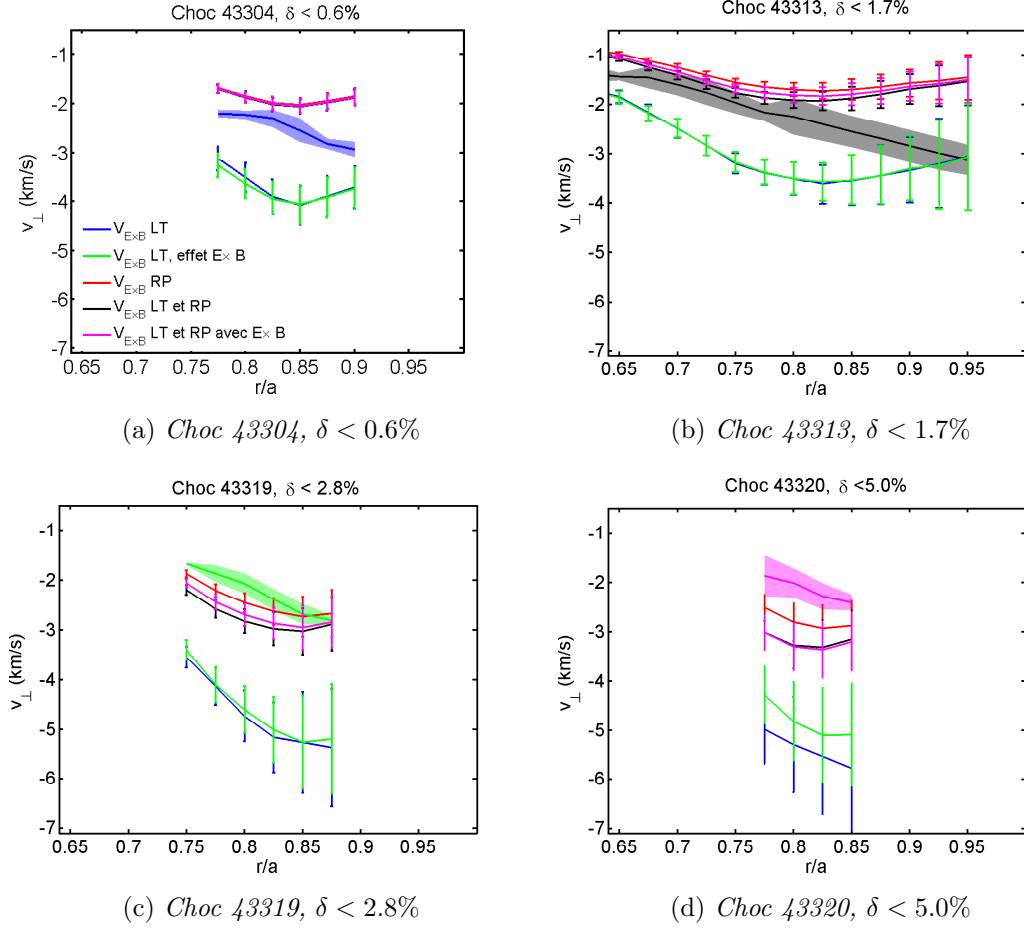 Choc 43304, δ < 0.6%
-1
-2
-3
-4
-5
-6
-7
v⊥ (km/s)
V_E×B LT
V_E×B LT, effet E× B
V_E×B RP
V_E×B LT et RP
V_E×B LT et RP avec E× B
0.65 0.7 0.75 0.8 0.85 0.9 0.95
r/a
(a) Choc 43304, δ < 0.6%
Choc 43313, δ < 1.7%
-1
-2
-3
-4
-5
-6
-7
v⊥ (km/s)
0.65 0.7 0.75 0.8 0.85 0.9 0.95
r/a
(b) Choc 43313, δ < 1.7%
Choc 43319, δ < 2.8%
-1
-2
-3
-4
-5
-6
-7
v⊥ (km/s)
0.65 0.7 0.75 0.8 0.85 0.9 0.95
r/a
(c) Choc 43319, δ < 2.8%
Choc 43320, δ <5.0%
-1
-2
-3
-4
-5
-6
-7
v⊥ (km/s)
0.65 0.7 0.75 0.8 0.85 0.9 0.95
r/a
(d) Choc 43320, δ < 5.0%